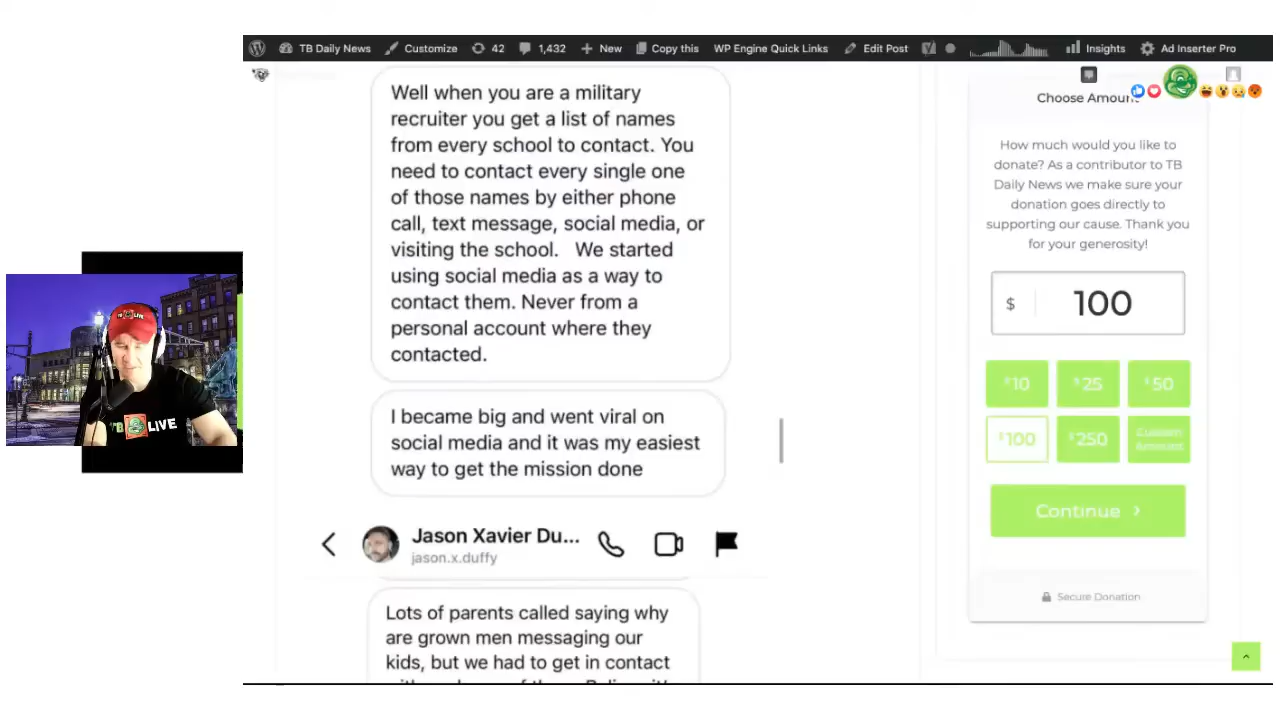 TB Daily News Customize 42 1,432 New Copy this WP Engine Quick Links Edit Post Insights Ad Inserter Pro
Well when you are a military
recruiter you get a list of names
from every school to contact. You
need to contact every single one
of those names by either phone
call, text message, social media, or
visiting the school. We started
using social media as a way to
contact them. Never from a
personal account where they
contacted.
I became big and went viral on
social media and it was my easiest
way to get the mission done
Jason Xavier Du...
jason.x.duffy
Lots of parents called saying why
are grown men messaging our
kids, but we had to get in contact
Choose Amount
How much would you like to
donate? As a contributor to TB
Daily News we make sure your
donation goes directly to
supporting our cause. Thank you
for your generosity!
$ 100
$10 $25 $50
$100 $250 Custom
Amount
Continue
Secure Donation
TB LIVE
TB LIVE